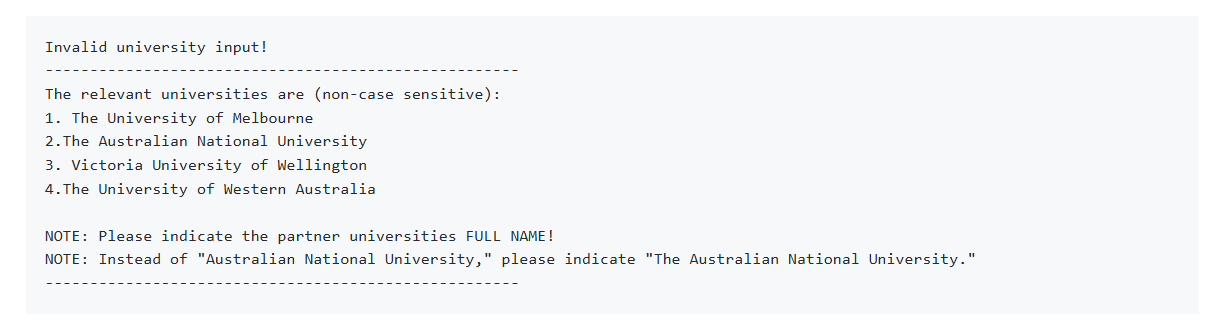 Invalid university input!
-----------------------------------------------------
The relevant universities are (non-case sensitive):
1. The University of Melbourne
2.The Australian National University
3. Victoria University of Wellington
4.The University of Western Australia
NOTE: Please indicate the partner universities FULL NAME!
NOTE: Instead of "Australian National University," please indicate "The Australian National University."
-----------------------------------------------------